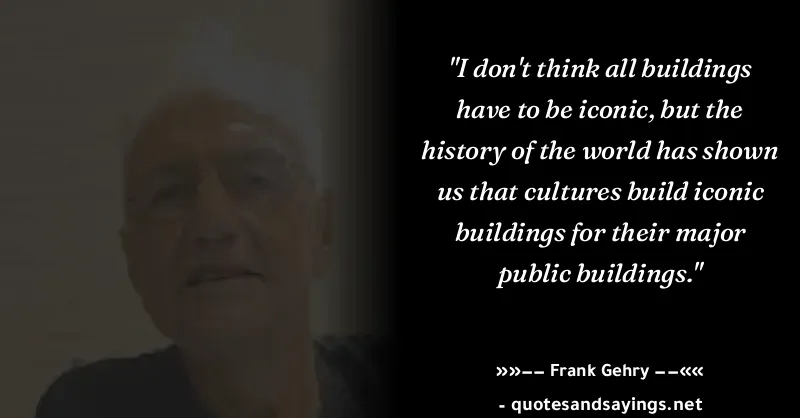 "I don't think all buildings
have to be iconic, but the
history of the world has shown
us that cultures build iconic
buildings for their major
public buildings."
»»–– Frank Gehry ––««
- quotesandsayings.net